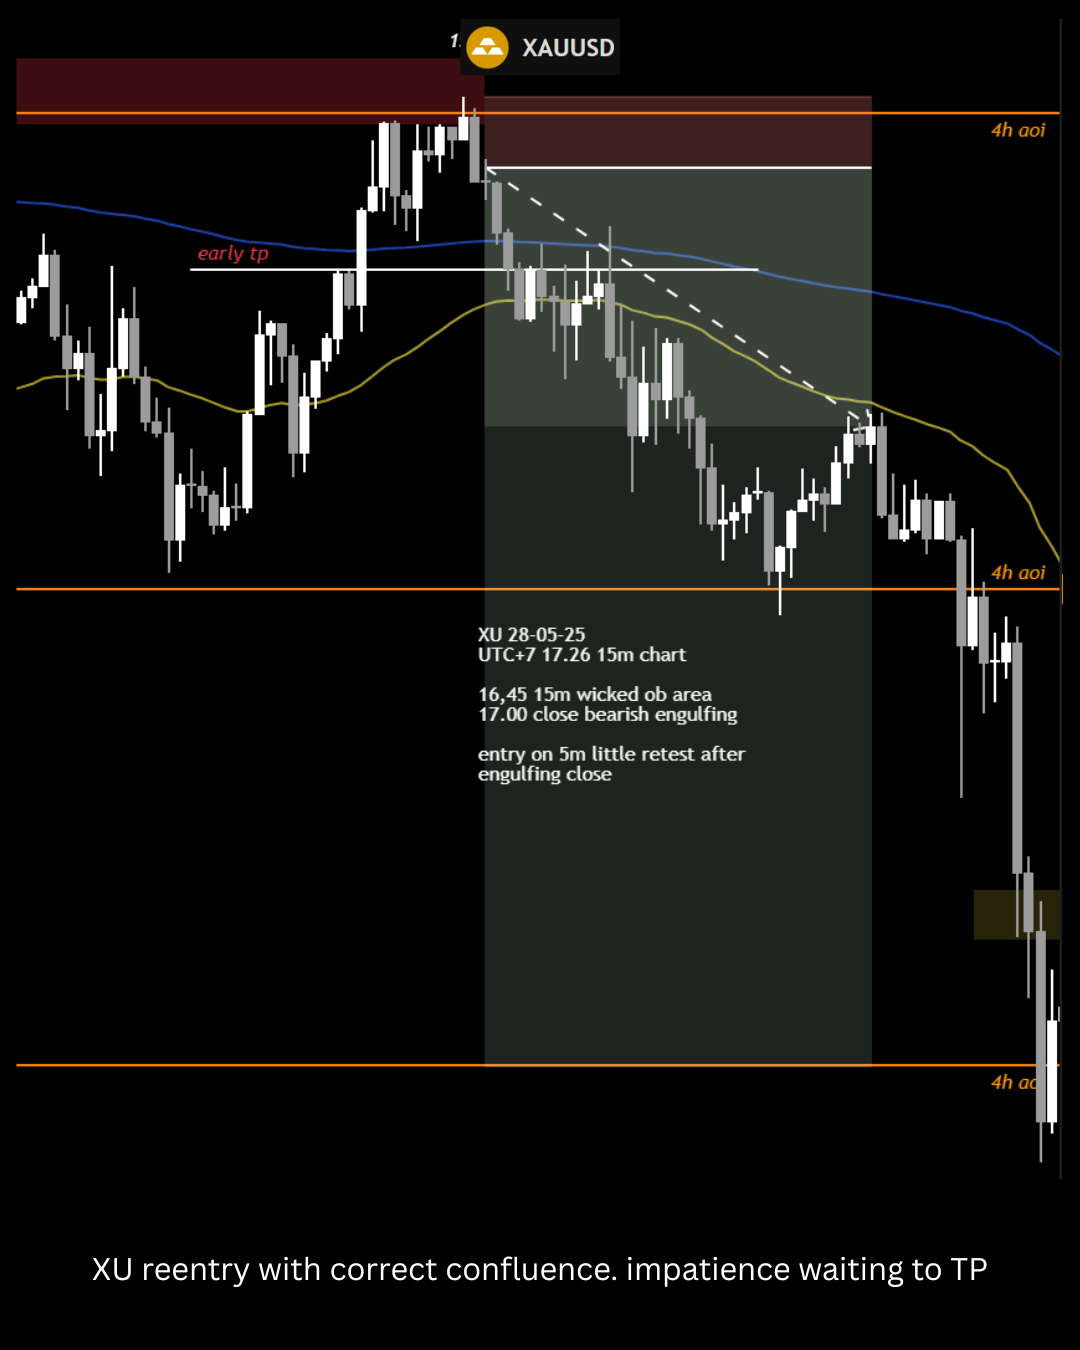 XAUUSD
4h aoi
early tp
4h aoi
XU 28-05-25
UTC+7 17.26 15m chart
16,45 15m wicked ob area
17.00 close bearish engulfing
entry on 5m little retest after
engulfing close
4h
XU reentry with correct confluence. impatience waiting to TP